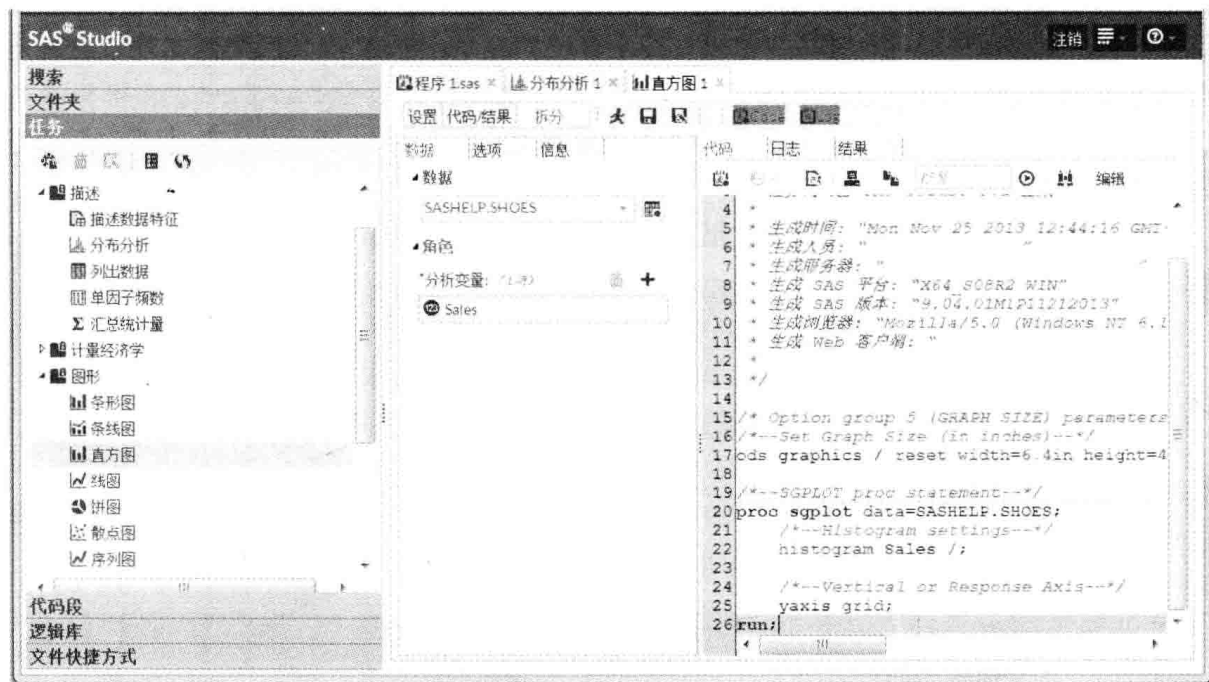 SAS® Studio
注销
搜索
文件夹
任务
描述
描述数据特征
分布分析
列出数据
单因子频数
Σ 汇总统计量
计量经济学
图形
条形图
条线图
直方图
线图
饼图
散点图
序列图
代码段
逻辑库
文件快捷方式
程序 1.sas × 分布分析 1 × 直方图 1 ×
设置 代码/结果 拆分
数据 选项 信息
数据
SASHELP.SHOES
角色
*分析变量:
123 Sales
代码 日志 结果
编辑
4 *
5 * 生成时间: "Mon Nov 25 2013 12:44:16 GMT-
6 * 生成人员: " "
7 * 生成服务器: "
8 * 生成 SAS 平台: "X64_S08R2 WIN"
9 * 生成 SAS 版本: "9.04.01M1P11212013"
10 * 生成浏览器: "Mozilla/5.0 (Windows NT 6.1
11 * 生成 Web 客户端: "
12 *
13 */
14
15 /* Option group 5 (GRAPH SIZE) parameters
16 /*--Set Graph Size (in inches)--*/
17 ods graphics / reset width=6.4in height=4
18
19 /*--SGPLOT proc statement--*/
20 proc sgplot data=SASHELP.SHOES;
21 /*--Histogram settings--*/
22 histogram Sales /;
23
24 /*--Vertical or Response Axis--*/
25 yaxis grid;
26 run;